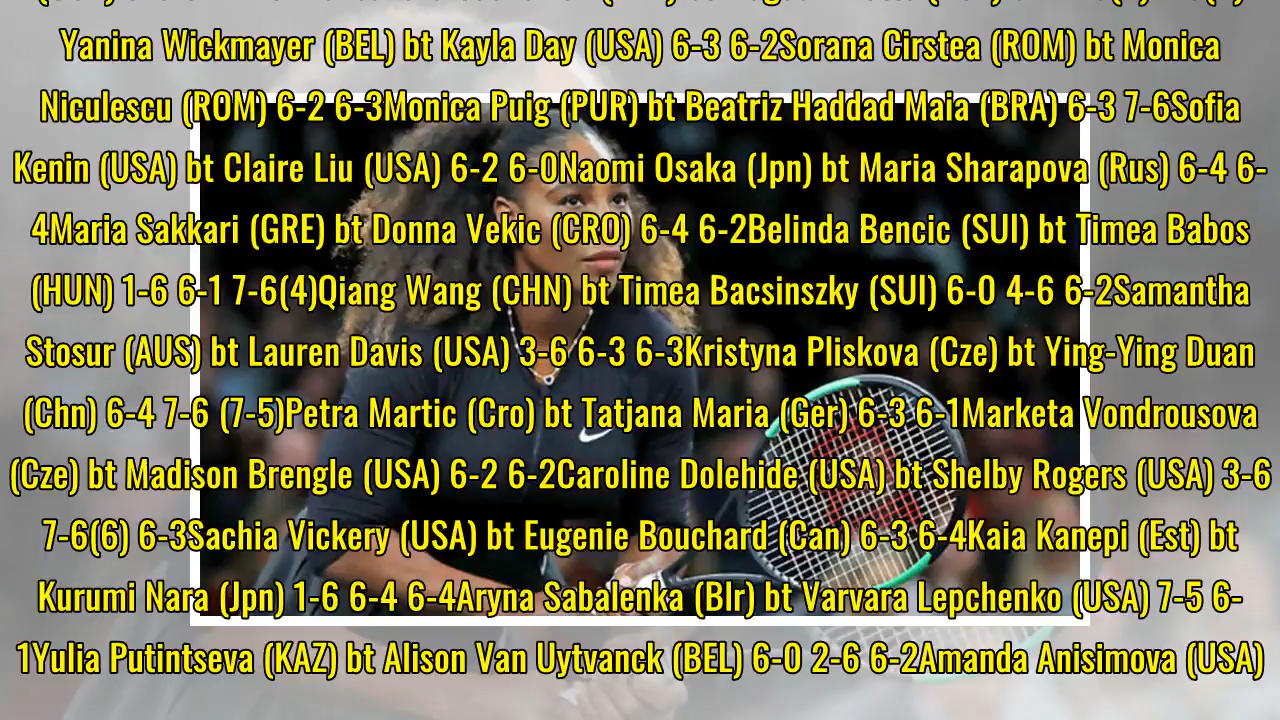 Yanina Wickmayer (BEL) bt Kayla Day (USA) 6-3 6-2Sorana Cirstea (ROM) bt Monica
Niculescu (ROM) 6-2 6-3Monica Puig (PUR) bt Beatriz Haddad Maia (BRA) 6-3 7-6Sofia
Kenin (USA) bt Claire Liu (USA) 6-2 6-0Naomi Osaka (Jpn) bt Maria Sharapova (Rus) 6-4 6-
4Maria Sakkari (GRE) bt Donna Vekic (CRO) 6-4 6-2Belinda Bencic (SUI) bt Timea Babos
(HUN) 1-6 6-1 7-6(4)Qiang Wang (CHN) bt Timea Bacsinszky (SUI) 6-0 4-6 6-2Samantha
Stosur (AUS) bt Lauren Davis (USA) 3-6 6-3 6-3Kristyna Pliskova (Cze) bt Ying-Ying Duan
(Chn) 6-4 7-6 (7-5)Petra Martic (Cro) bt Tatjana Maria (Ger) 6-3 6-1Marketa Vondrousova
(Cze) bt Madison Brengle (USA) 6-2 6-2Caroline Dolehide (USA) bt Shelby Rogers (USA) 3-6
7-6(6) 6-3Sachia Vickery (USA) bt Eugenie Bouchard (Can) 6-3 6-4Kaia Kanepi (Est) bt
Kurumi Nara (Jpn) 1-6 6-4 6-4Aryna Sabalenka (Blr) bt Varvara Lepchenko (USA) 7-5 6-
1Yulia Putintseva (KAZ) bt Alison Van Uytvanck (BEL) 6-0 2-6 6-2Amanda Anisimova (USA)